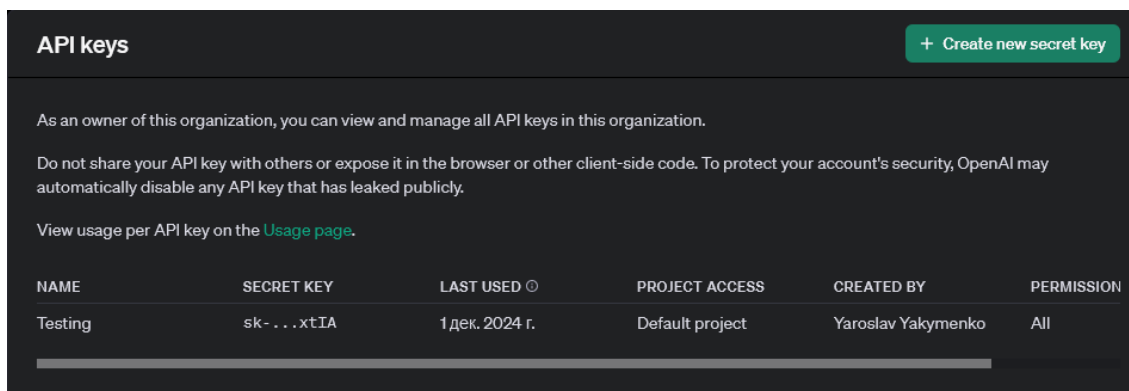 API keys
+ Create new secret key
As an owner of this organization, you can view and manage all API keys in this organization.
Do not share your API key with others or expose it in the browser or other client-side code. To protect your account's security, OpenAI may
automatically disable any API key that has leaked publicly.
View usage per API key on the Usage page.
NAME SECRET KEY LAST USED PROJECT ACCESS CREATED BY PERMISSION
Testing sk-...xtIA 1 дек. 2024 г. Default project Yaroslav Yakymenko All